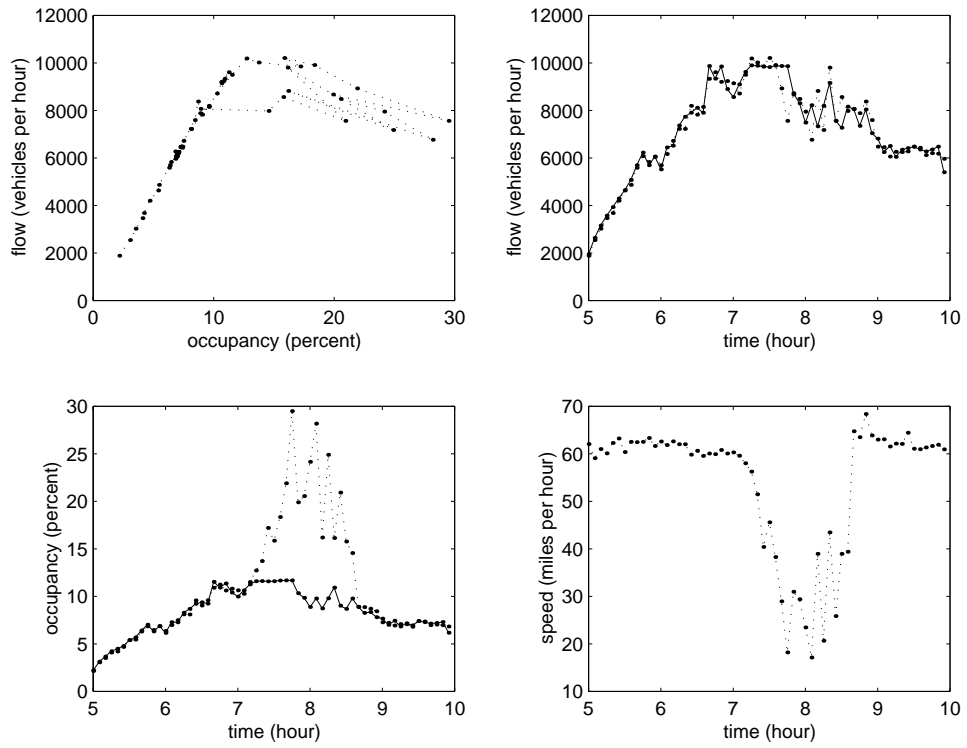 12000
10000
8000
6000
4000
2000
0
flow (vehicles per hour)
0 10 20 30
occupancy (percent)
12000
10000
8000
6000
4000
2000
0
flow (vehicles per hour)
5 6 7 8 9 10
time (hour)
30
25
20
15
10
5
0
occupancy (percent)
5 6 7 8 9 10
time (hour)
70
60
50
40
30
20
10
speed (miles per hour)
5 6 7 8 9 10
time (hour)